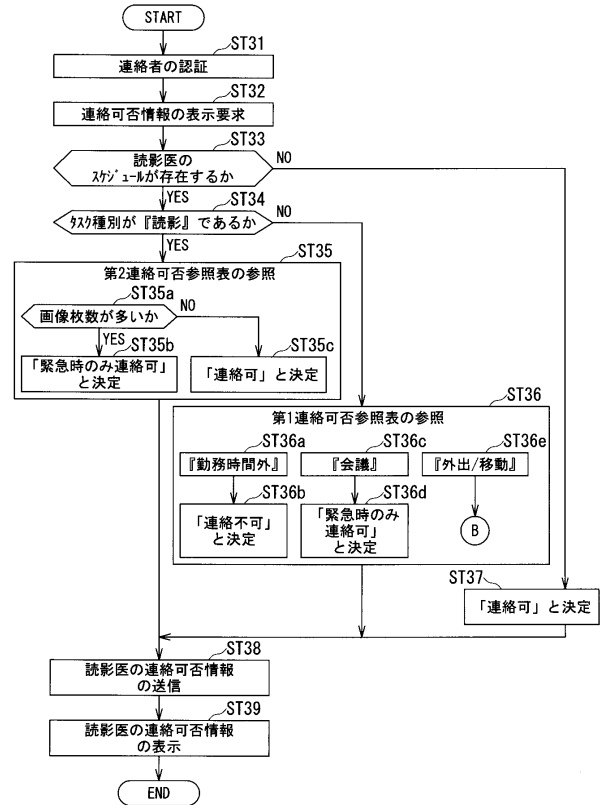 START
ST31
連絡者の認証
ST32
連絡可否情報の表示要求
ST33
読影医の
スケジュールが存在するか
NO
YES
ST34
タスク種別が『読影』であるか
NO
YES
ST35
第2連絡可否参照表の参照
ST35a
画像枚数が多いか
NO
YES
ST35b
「緊急時のみ連絡可」
と決定
ST35c
「連絡可」と決定
ST36
第1連絡可否参照表の参照
ST36a
『勤務時間外』
ST36c
『会議』
ST36e
『外出/移動』
ST36b
「連絡不可」
と決定
ST36d
「緊急時のみ
連絡可」
と決定
B
ST37
「連絡可」と決定
ST38
読影医の連絡可否情報
の送信
ST39
読影医の連絡可否情報
の表示
END